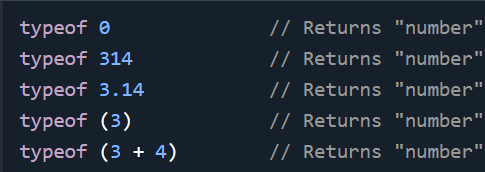 typeof 0 // Returns "number"
typeof 314 // Returns "number"
typeof 3.14 // Returns "number"
typeof (3) // Returns "number"
typeof (3 + 4) // Returns "number"